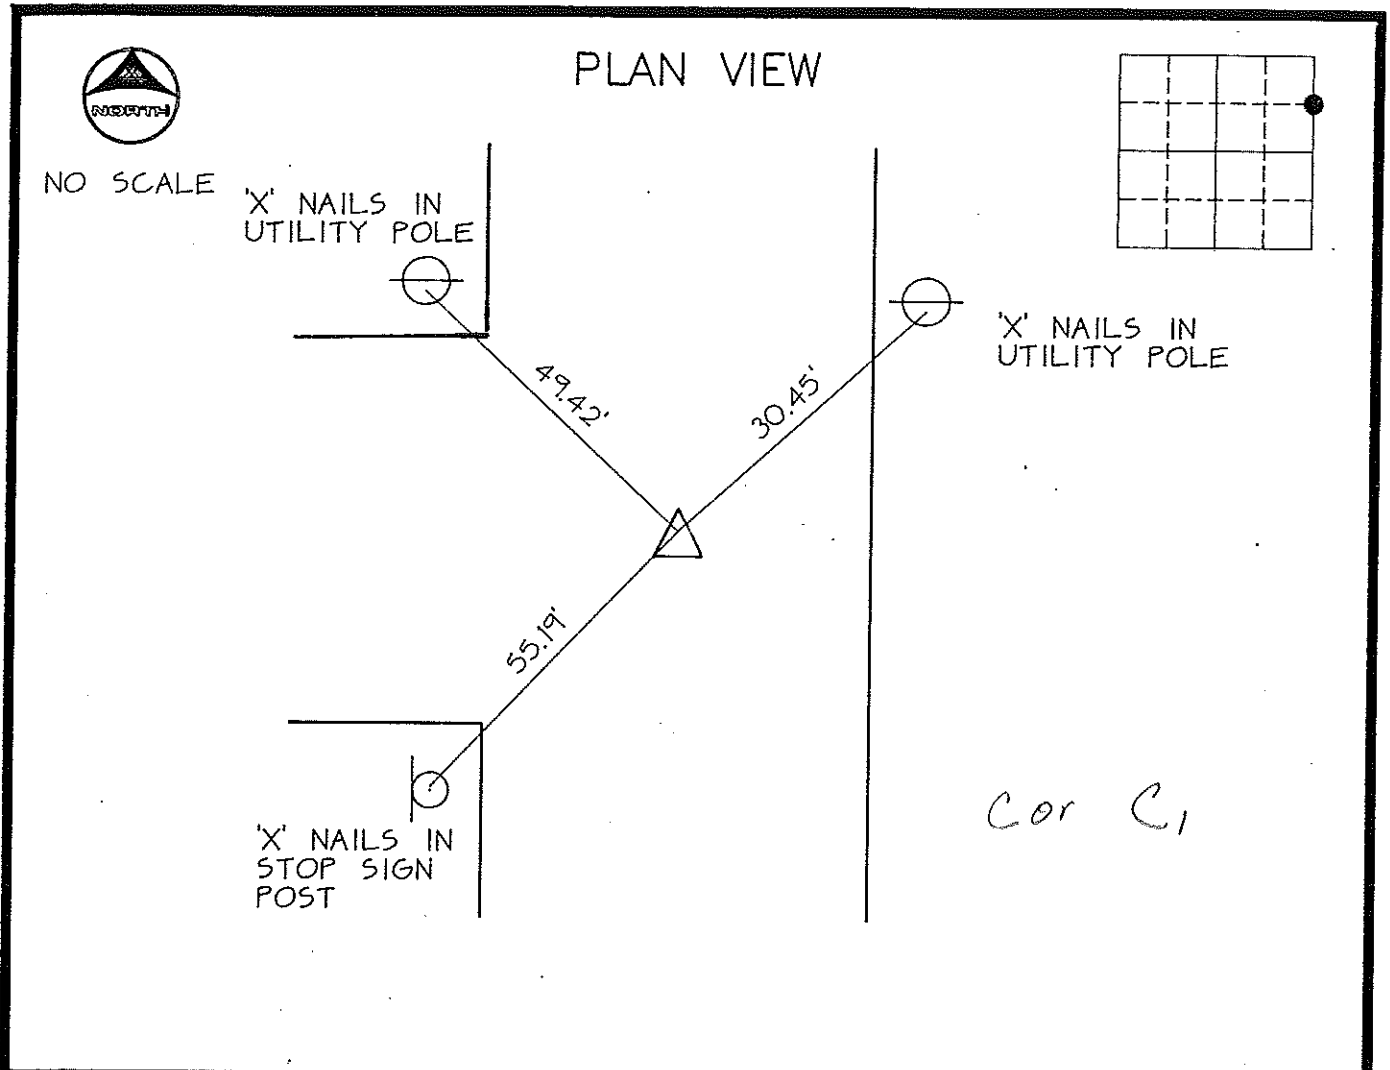 PLAN VIEW
NORTH
NO SCALE
'X' NAILS IN
UTILITY POLE
'X' NAILS IN
UTILITY POLE
49.42'
30.45'
55.19'
Cor C1
'X' NAILS IN
STOP SIGN
POST